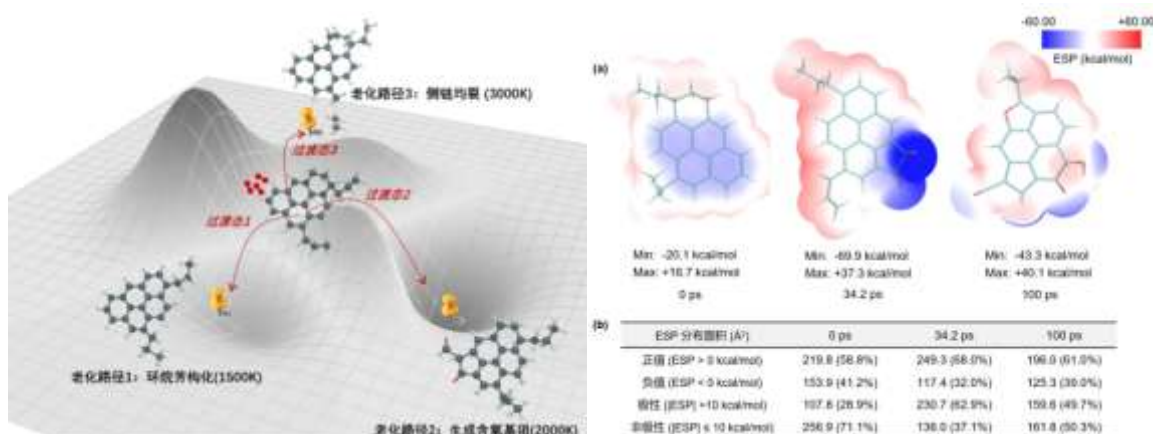 老化路径3：侧链均裂 (3000K)
过渡态3
过渡态2
过渡态1
老化路径1：环烷芳构化(1500K)
老化路径2：生成含氧基团(2000K)
-60.00
+60.00
ESP (kcal/mol)
(a)
Min: -20.1 kcal/mol
Max: +16.7 kcal/mol
0 ps
Min: -69.9 kcal/mol
Max: +37.3 kcal/mol
34.2 ps
Min: -43.3 kcal/mol
Max: +40.1 kcal/mol
100 ps
(b)
ESP 分布面积 (Å²) 0 ps 34.2 ps 100 ps
正值 (ESP > 0 kcal/mol) 219.8 (58.8%) 249.3 (68.0%) 196.0 (61.0%)
负值 (ESP < 0 kcal/mol) 153.9 (41.2%) 117.4 (32.0%) 125.3 (39.0%)
极性 (|ESP| >10 kcal/mol) 107.8 (28.9%) 230.7 (62.9%) 159.6 (49.7%)
非极性 (|ESP| ≤ 10 kcal/mol) 256.9 (71.1%) 136.0 (37.1%) 161.8 (50.3%)